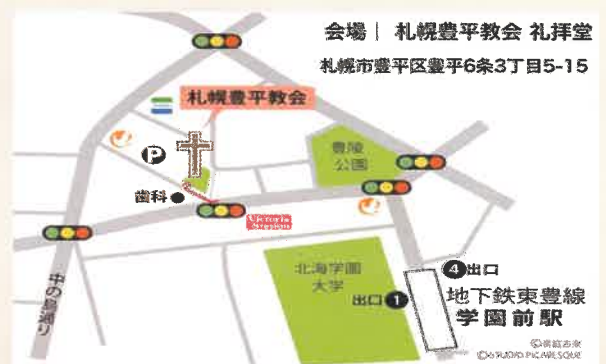 会場｜ 札幌豊平教会 礼拝堂
札幌市豊平区豊平6条3丁目5-15
札幌豊平教会
P
豊陵
公園
歯科
Victoria
Station
中の島通り
北海学園
大学
出口 1
4 出口
地下鉄東豊線
学園前駅
©STUDIO PICARESQUE